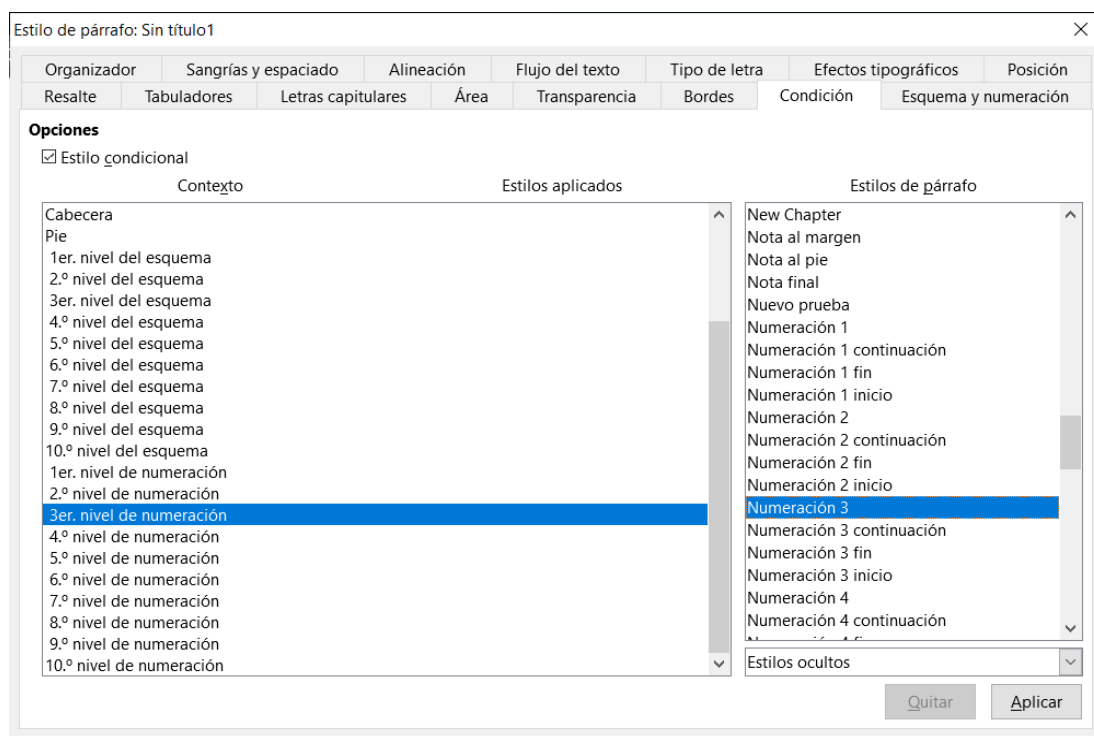 Estilo de párrafo: Sin título1
Organizador Sangrías y espaciado Alineación Flujo del texto Tipo de letra Efectos tipográficos Posición
Resalte Tabuladores Letras capitulares Área Transparencia Bordes Condición Esquema y numeración
Opciones
Estilo condicional
Contexto Estilos aplicados Estilos de párrafo
Cabecera
Pie
1er. nivel del esquema
2.º nivel del esquema
3er. nivel del esquema
4.º nivel del esquema
5.º nivel del esquema
6.º nivel del esquema
7.º nivel del esquema
8.º nivel del esquema
9.º nivel del esquema
10.º nivel del esquema
1er. nivel de numeración
2.º nivel de numeración
3er. nivel de numeración
4.º nivel de numeración
5.º nivel de numeración
6.º nivel de numeración
7.º nivel de numeración
8.º nivel de numeración
9.º nivel de numeración
10.º nivel de numeración
New Chapter
Nota al margen
Nota al pie
Nota final
Nuevo prueba
Numeración 1
Numeración 1 continuación
Numeración 1 fin
Numeración 1 inicio
Numeración 2
Numeración 2 continuación
Numeración 2 fin
Numeración 2 inicio
Numeración 3
Numeración 3 continuación
Numeración 3 fin
Numeración 3 inicio
Numeración 4
Numeración 4 continuación
Estilos ocultos
Quitar Aplicar